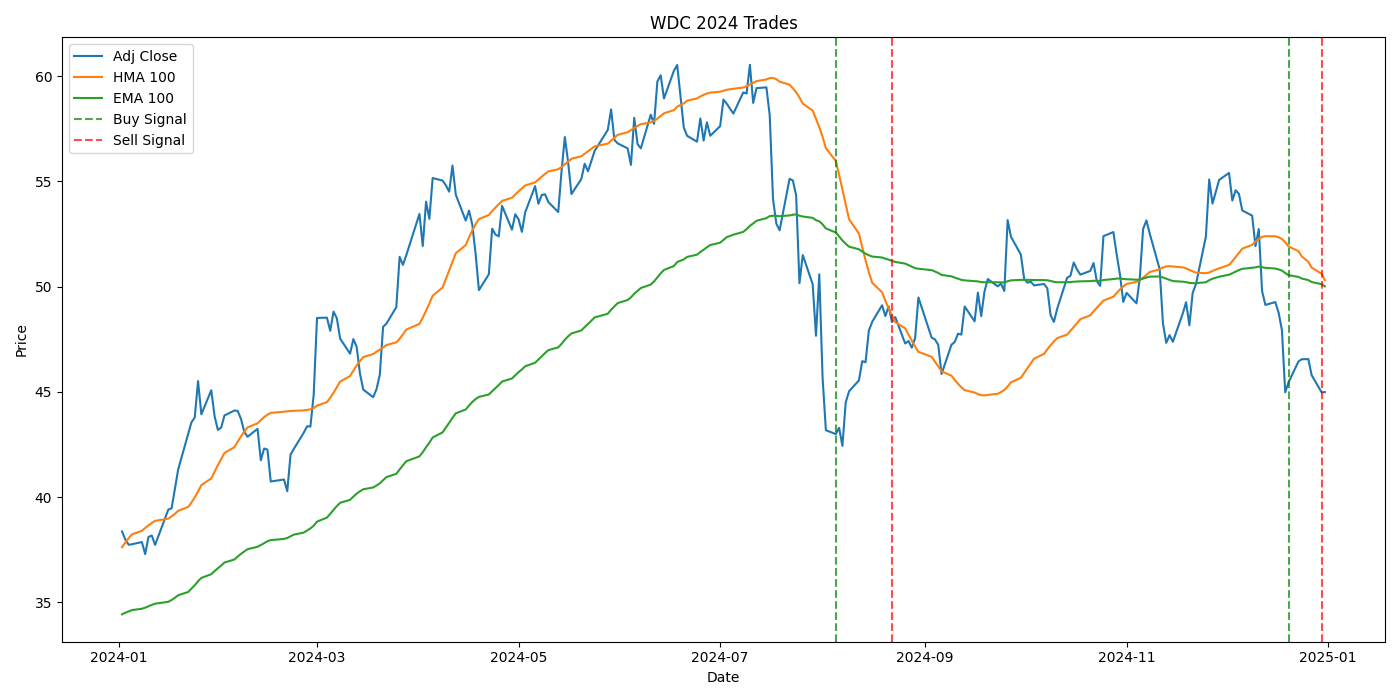 WDC 2024 Trades
Adj Close
HMA 100
EMA 100
Buy Signal
Sell Signal
60
55
50
45
40
35
Price
2024-01
2024-03
2024-05
2024-07
2024-09
2024-11
2025-01
Date